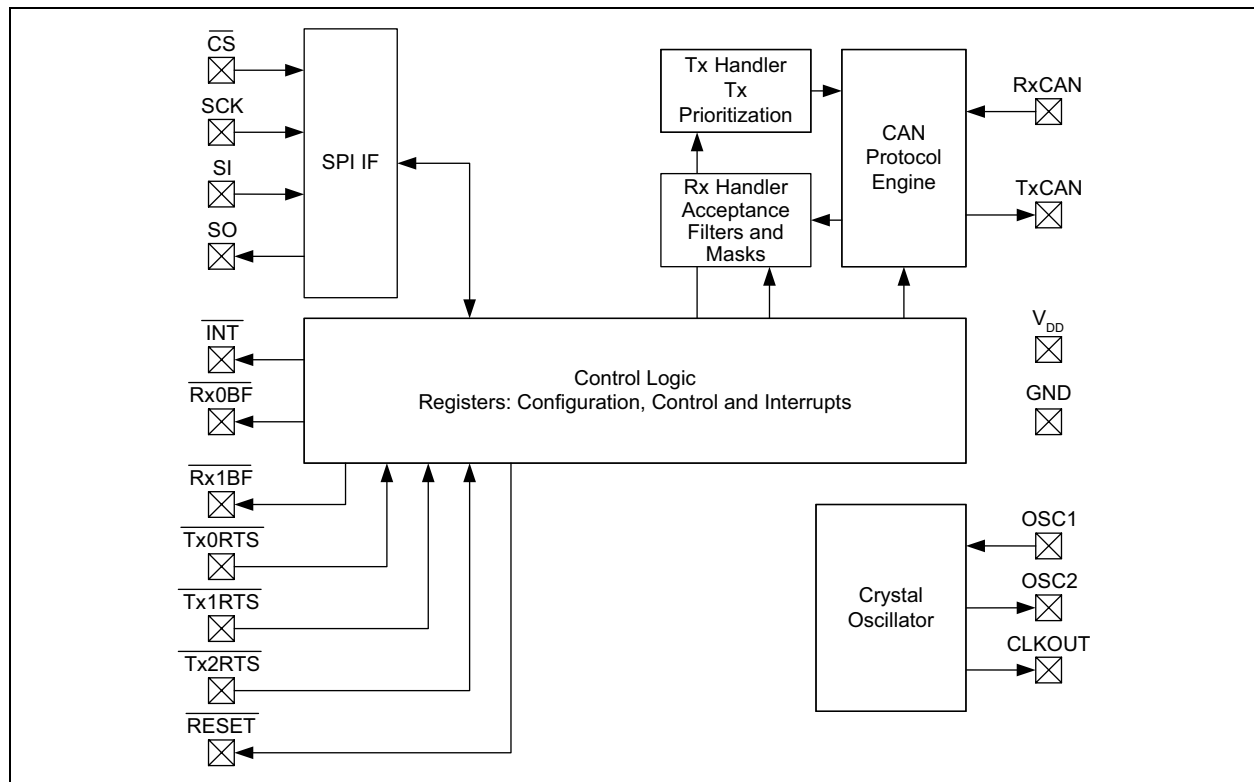 CS
SCK
SI
SO
SPI IF
Tx Handler
Tx
Prioritization
Rx Handler
Acceptance
Filters and
Masks
CAN
Protocol
Engine
RxCAN
TxCAN
INT
Rx0BF
Rx1BF
Tx0RTS
Tx1RTS
Tx2RTS
RESET
Control Logic
Registers: Configuration, Control and Interrupts
VDD
GND
Crystal
Oscillator
OSC1
OSC2
CLKOUT